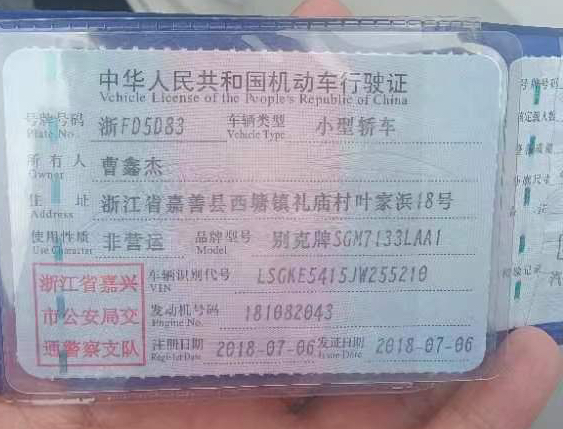 中华人民共和国机动车行驶证
Vehicle License of the People's Republic of China
号牌号码 浙FD5D83 车辆类型 小型轿车
Plate No. Vehicle Type
所有人 曹鑫杰
Owner
住址 浙江省嘉善县西塘镇礼庙村叶家浜18号
Address
使用性质 非营运 品牌型号 别克牌SGM7133LAA1
Use Character Model
浙江省嘉兴 车辆识别代号 LSGKE5415JW255210
VIN
市公安局交 发动机号码 181082043
Engine No.
通警察支队 注册日期 2018-07-06 发证日期 2018-07-06
Register Date Issue Date
号牌号码